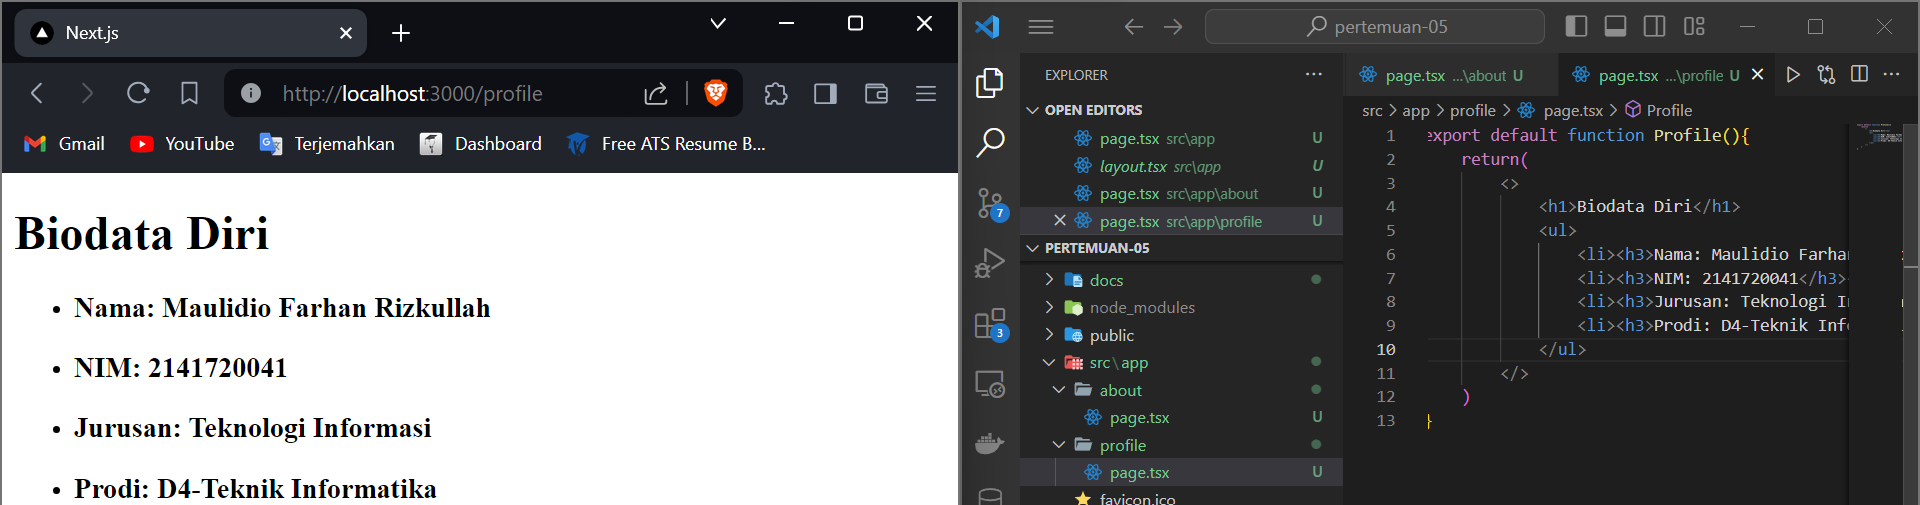 Next.js
http://localhost:3000/profile
Gmail YouTube Terjemahkan Dashboard Free ATS Resume B...
Biodata Diri
• Nama: Maulidio Farhan Rizkullah
• NIM: 2141720041
• Jurusan: Teknologi Informasi
• Prodi: D4-Teknik Informatika
pertemuan-05
EXPLORER
OPEN EDITORS
page.tsx src\app U
layout.tsx src\app U
page.tsx src\app\about U
page.tsx src\app\profile U
PERTEMUAN-05
docs
node_modules
public
src\app
about
page.tsx U
profile
page.tsx U
favicon.ico
7
3
page.tsx ...\about U page.tsx ...\profile U
src > app > profile > page.tsx > Profile
1 export default function Profile(){
2 return(
3 <>
4 <h1>Biodata Diri</h1>
5 <ul>
6 <li><h3>Nama: Maulidio Farhan
7 <li><h3>NIM: 2141720041</h3>
8 <li><h3>Jurusan: Teknologi In
9 <li><h3>Prodi: D4-Teknik Inf
10 </ul>
11 </>
12 )
13 }